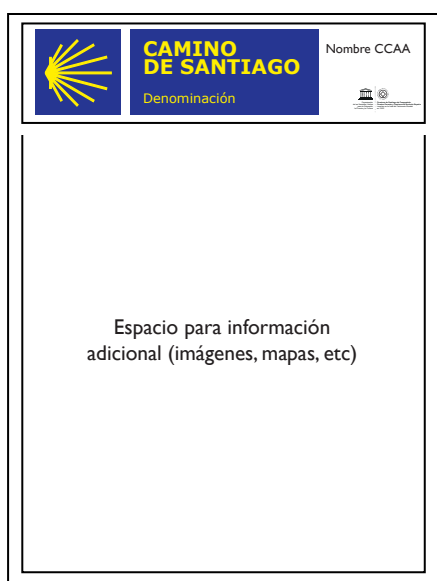 CAMINO
DE SANTIAGO
Denominación
Nombre CCAA
Espacio para información
adicional (imágenes, mapas, etc)